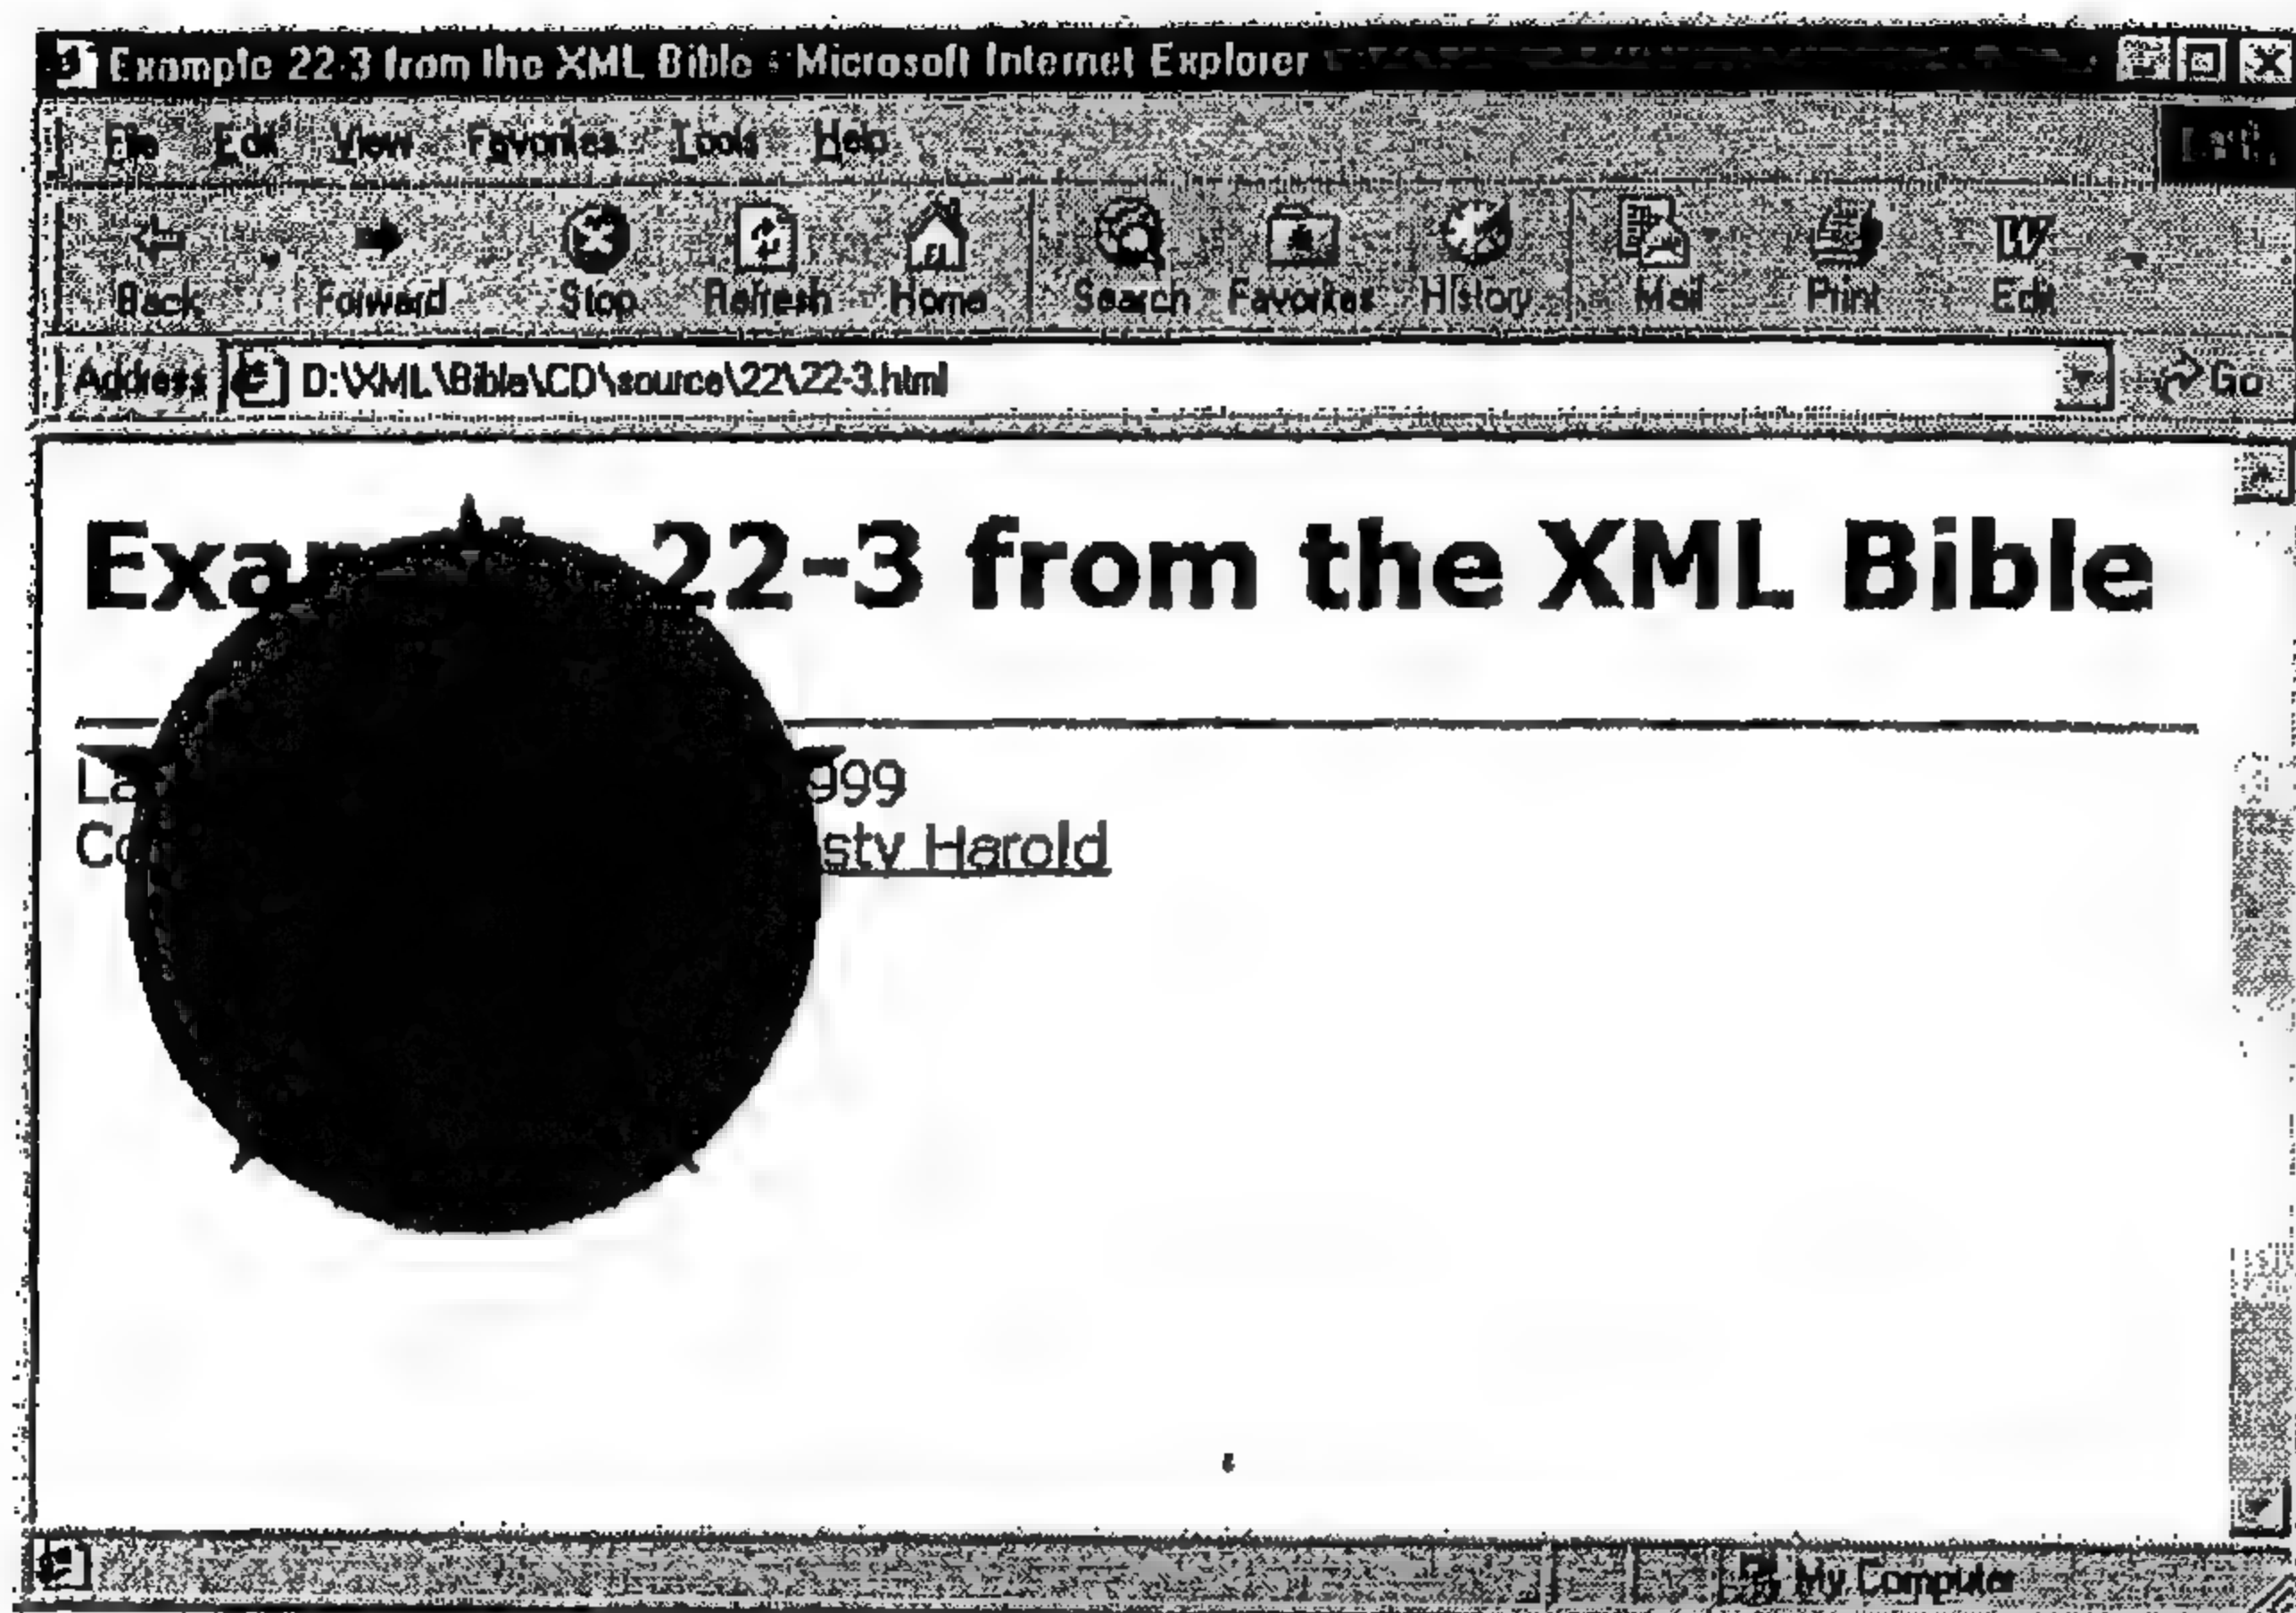 Example 22-3 from the XML Bible - Microsoft Internet Explorer
File Edit View Favorites Tools Help
Back Forward Stop Refresh Home Search Favorites History Mail Print Edit
Address D:\XML\Bible\CD\source\22\22-3.html Go
Exam 22-3 from the XML Bible
La 999
Co sty Harold
My Computer